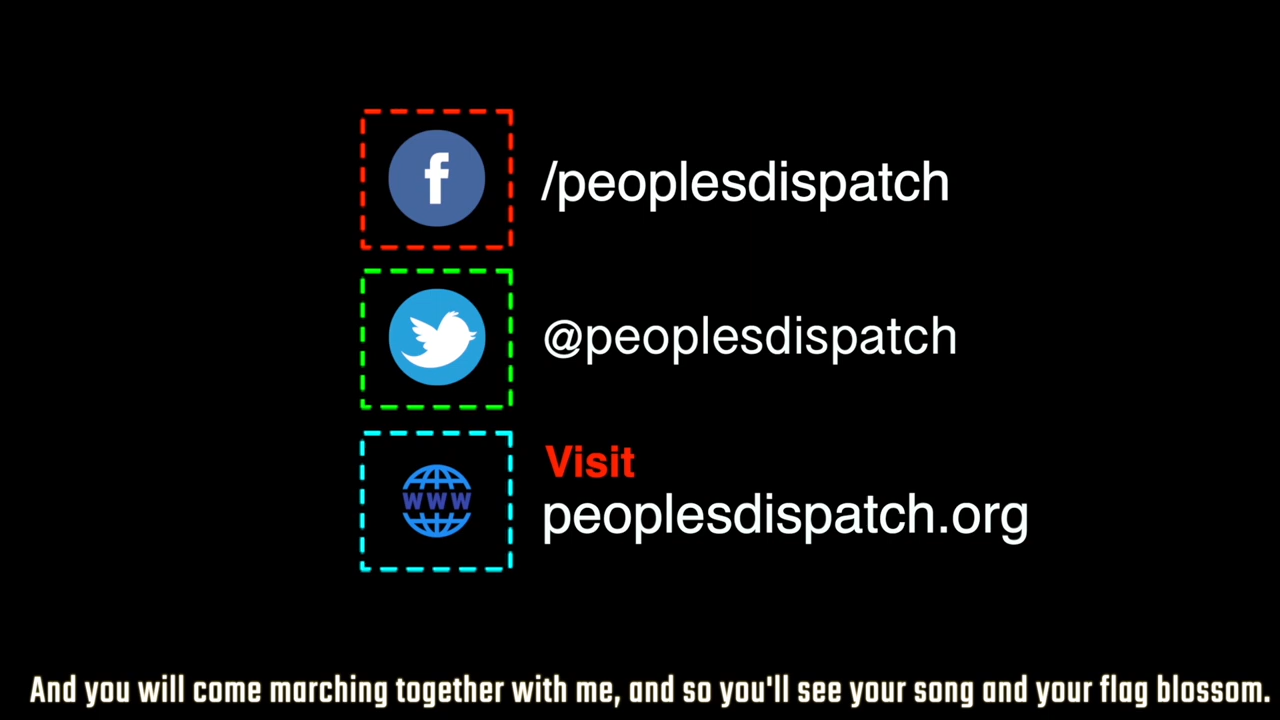 f
/peoplesdispatch
@peoplesdispatch
Visit
WWW
peoplesdispatch.org
And you will come marching together with me, and so you'll see your song and your flag blossom.